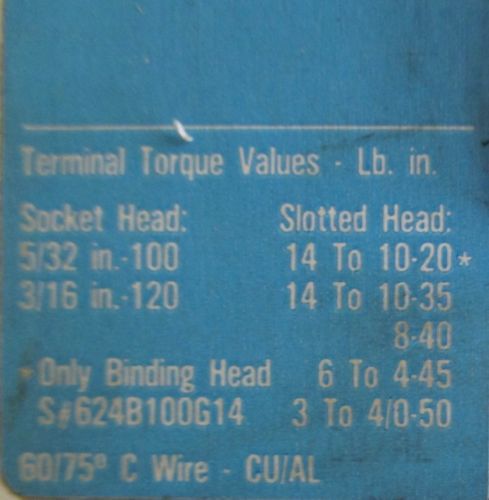 Terminal Torque Values - Lb. in.
Socket Head: Slotted Head:
5/32 in.-100 14 To 10-20*
3/16 in.-120 14 To 10-35
8-40
*Only Binding Head 6 To 4-45
S#624B100G14 3 To 4/0-50
60/75º C Wire - CU/AL